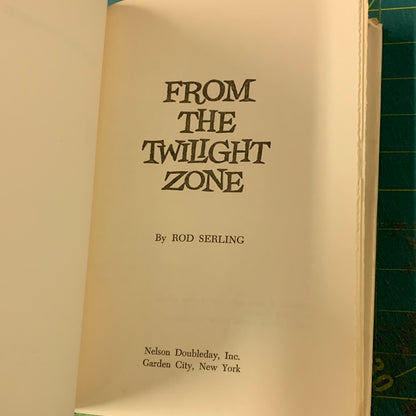 FROM
THE
TWILIGHT
ZONE
By ROD SERLING
Nelson Doubleday, Inc.
Garden City, New York